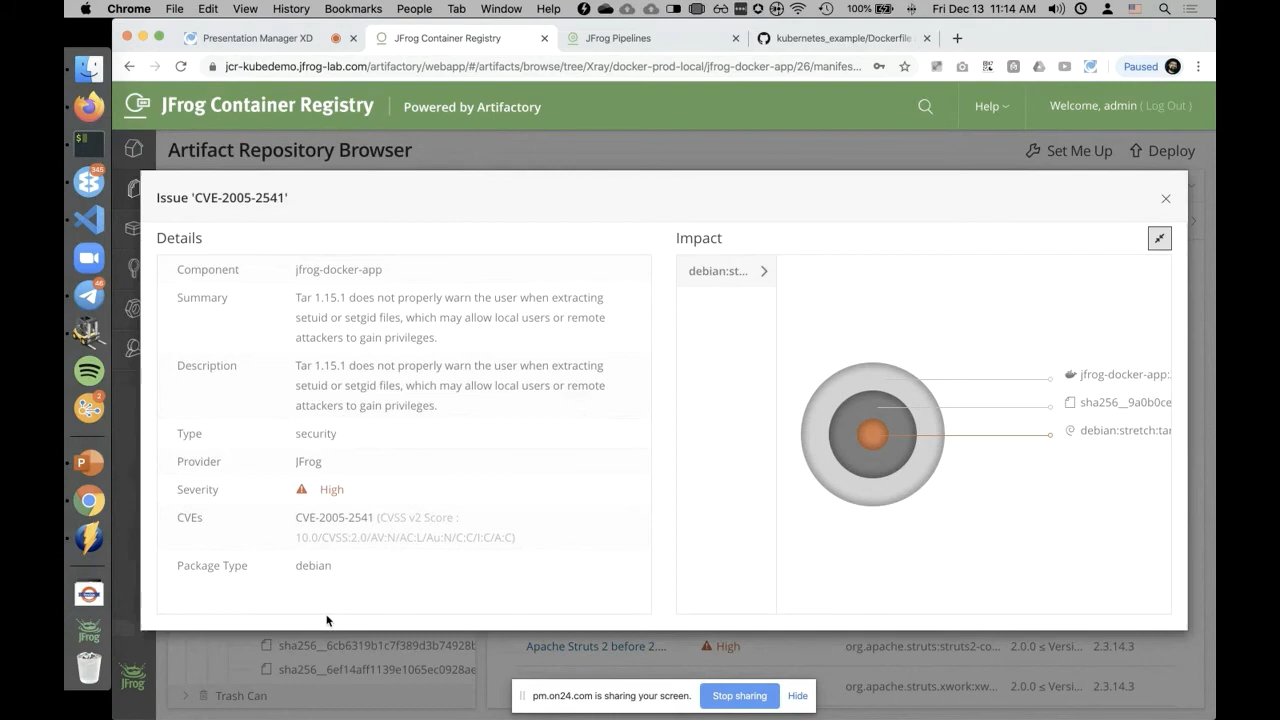 Chrome File Edit View History Bookmarks People Tab Window Help 100% Fri Dec 13 11:14 AM
Presentation Manager XD
JFrog Container Registry
JFrog Pipelines
kubernetes_example/Dockerfile
jcr-kubedemo.jfrog-lab.com/artifactory/webapp/#/artifacts/browse/tree/Xray/docker-prod-local/jfrog-docker-app/26/manifes...
Paused
JFrog Container Registry
Powered by Artifactory
Help
Welcome, admin ( Log Out )
Artifact Repository Browser
Set Me Up
Deploy
Issue 'CVE-2005-2541'
Details
Component jfrog-docker-app
Summary Tar 1.15.1 does not properly warn the user when extracting
setuid or setgid files, which may allow local users or remote
attackers to gain privileges.
Description Tar 1.15.1 does not properly warn the user when extracting
setuid or setgid files, which may allow local users or remote
attackers to gain privileges.
Type security
Provider JFrog
Severity High
CVEs CVE-2005-2541 (CVSS v2 Score :
10.0/CVSS:2.0/AV:N/AC:L/Au:N/C:C/I:C/A:C)
Package Type debian
Impact
debian:st...
jfrog-docker-app:
sha256__9a0b0ce
debian:stretch:tar
sha256__6cb6319b1c7f389d3b74928b
sha256__6ef14aff1139e1065ec0928ae
Trash Can
Apache Struts 2 before 2.... High org.apache.struts:struts2-co... 2.0.0 ≤ Versi... 2.3.14.3
org.apache.struts.xwork:xw... 2.0.0 ≤ Versi... 2.3.14.3
pm.on24.com is sharing your screen.
Stop sharing
Hide
345
46
2
JFrog
JFrog